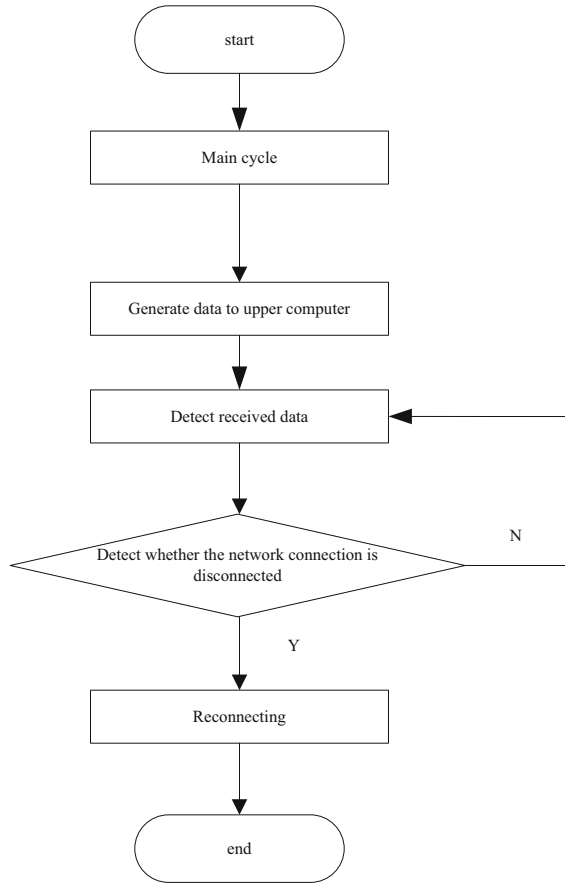 start
Main cycle
Generate data to upper computer
Detect received data
Detect whether the network connection is
disconnected
N
Y
Reconnecting
end